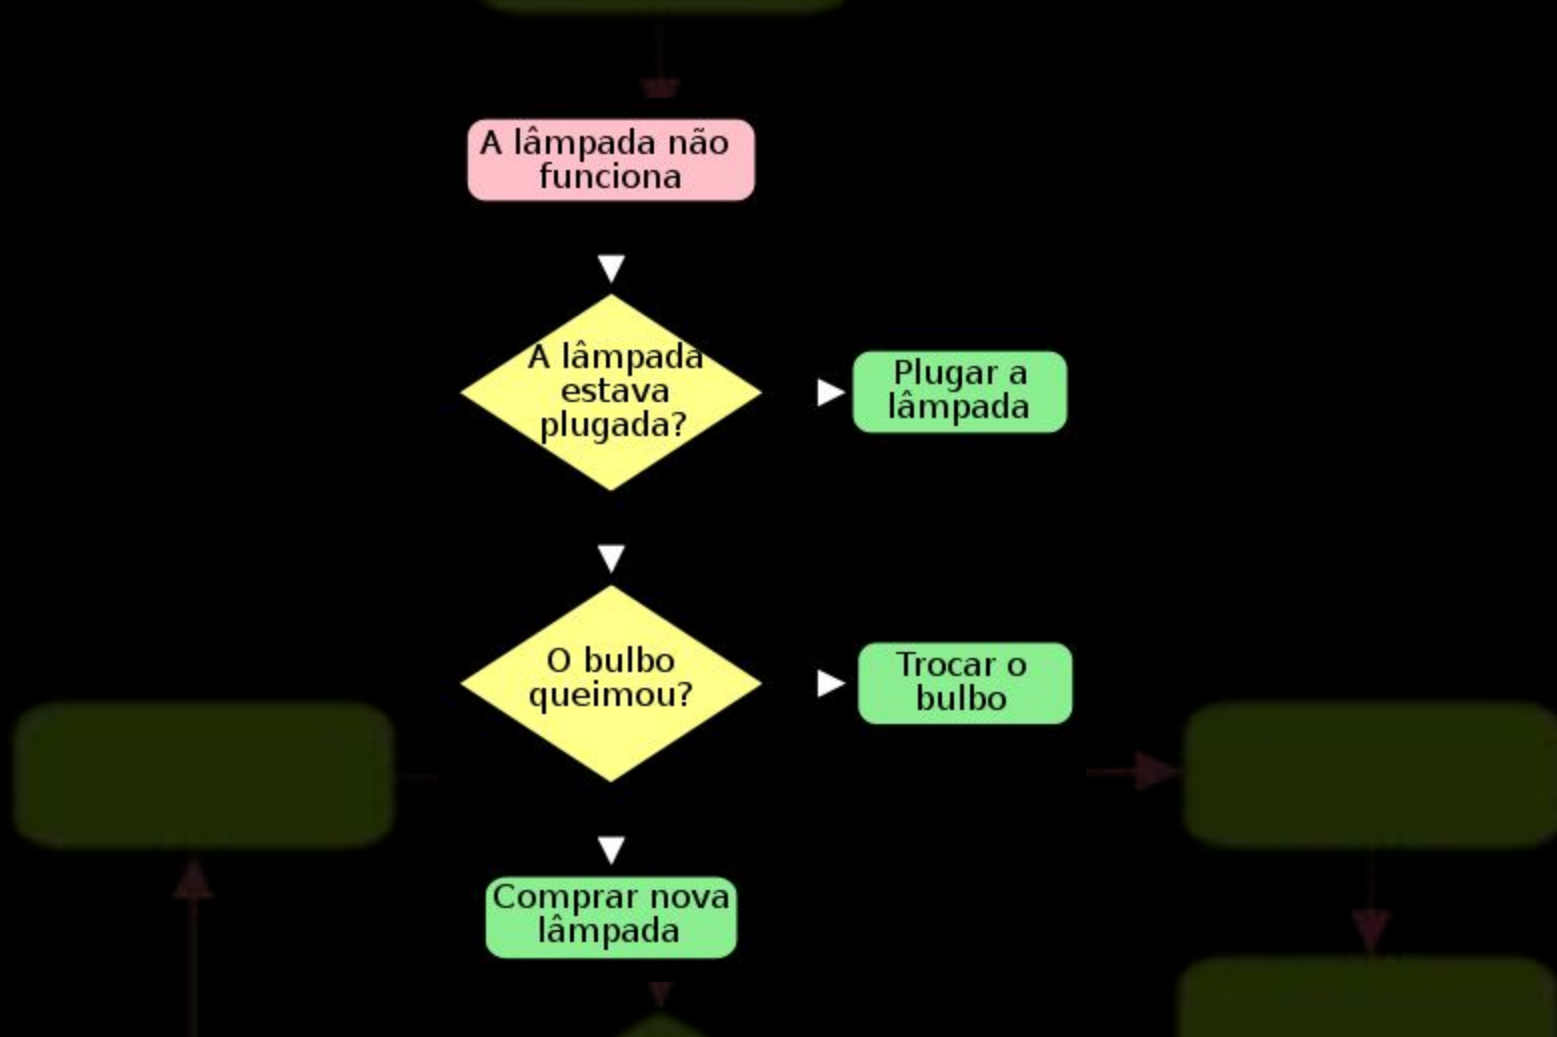 A lâmpada não
funciona
A lâmpada
estava
plugada?
Plugar a
lâmpada
O bulbo
queimou?
Trocar o
bulbo
Comprar nova
lâmpada